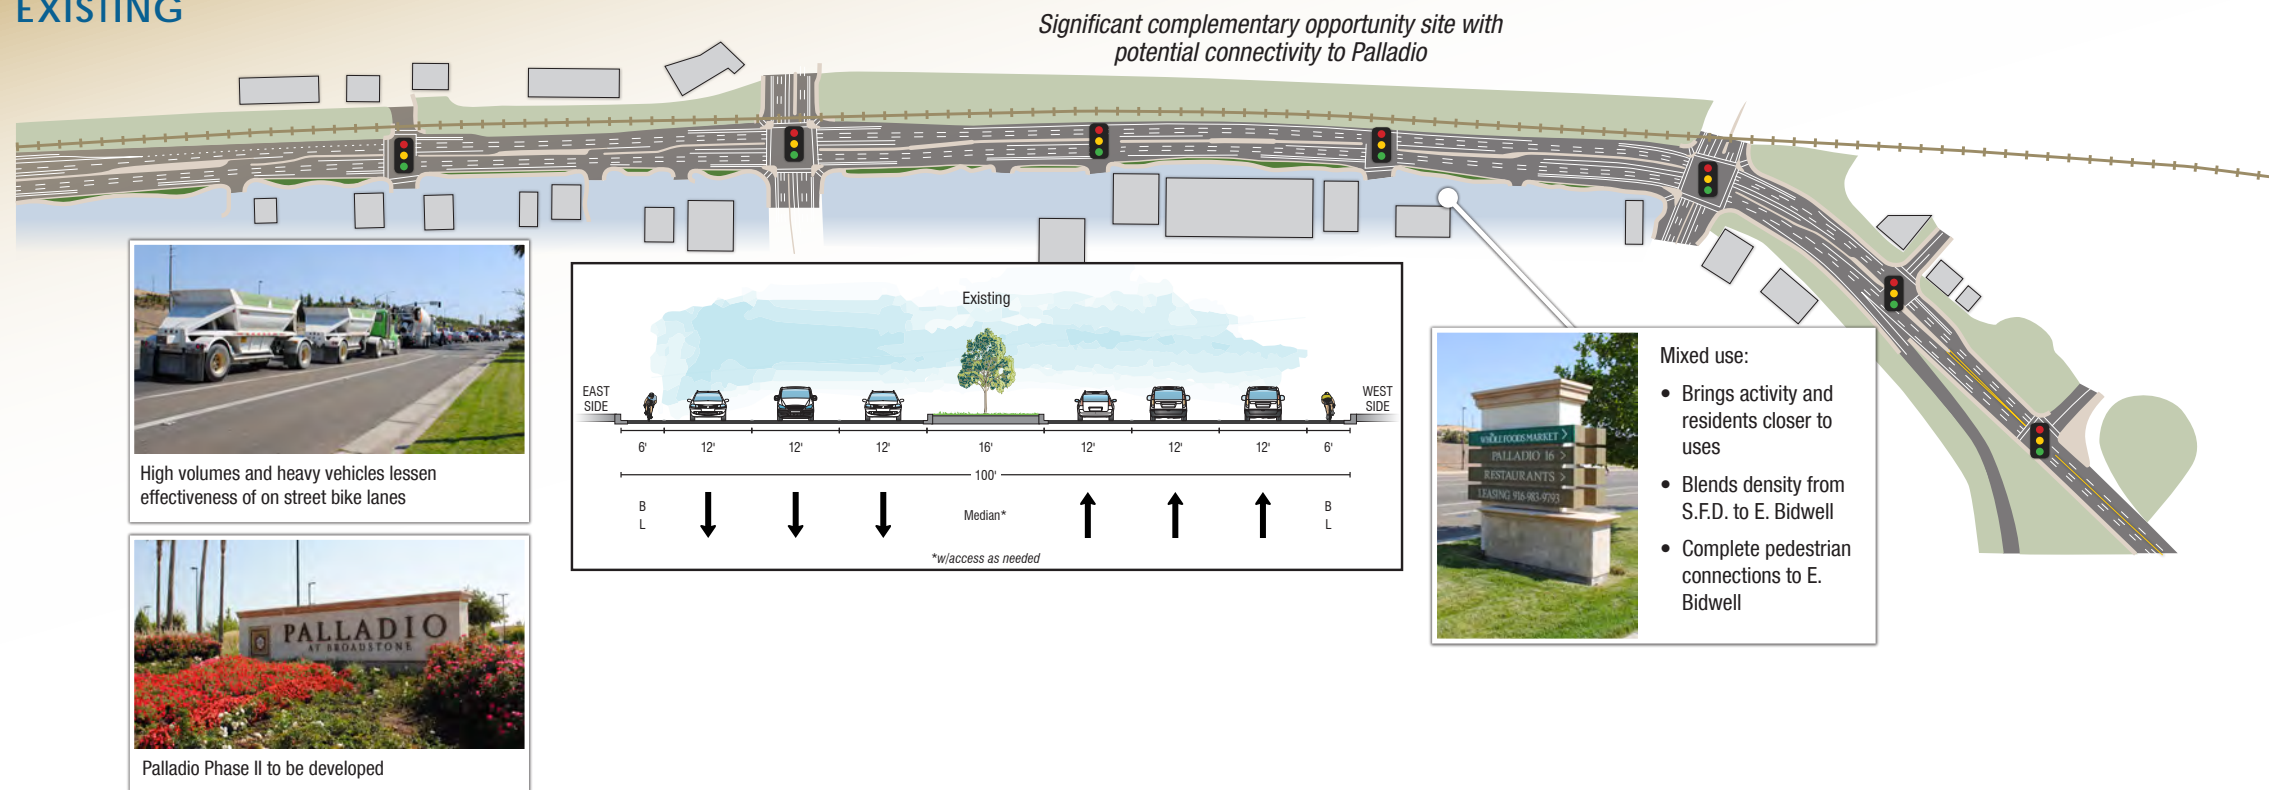 EXISTING
Significant complementary opportunity site with
potential connectivity to Palladio
High volumes and heavy vehicles lessen
effectiveness of on street bike lanes
PALLADIO
AT BROADSTONE
Palladio Phase II to be developed
Existing
EAST
SIDE
WEST
SIDE
6' 12' 12' 12' 16' 12' 12' 12' 6'
100'
B
L
Median*
B
L
*w/access as needed
WHOLE FOODS MARKET >
PALLADIO 16 >
RESTAURANTS >
LEASING 916-983-9793
Mixed use:
• Brings activity and
residents closer to
uses
• Blends density from
S.F.D. to E. Bidwell
• Complete pedestrian
connections to E.
Bidwell